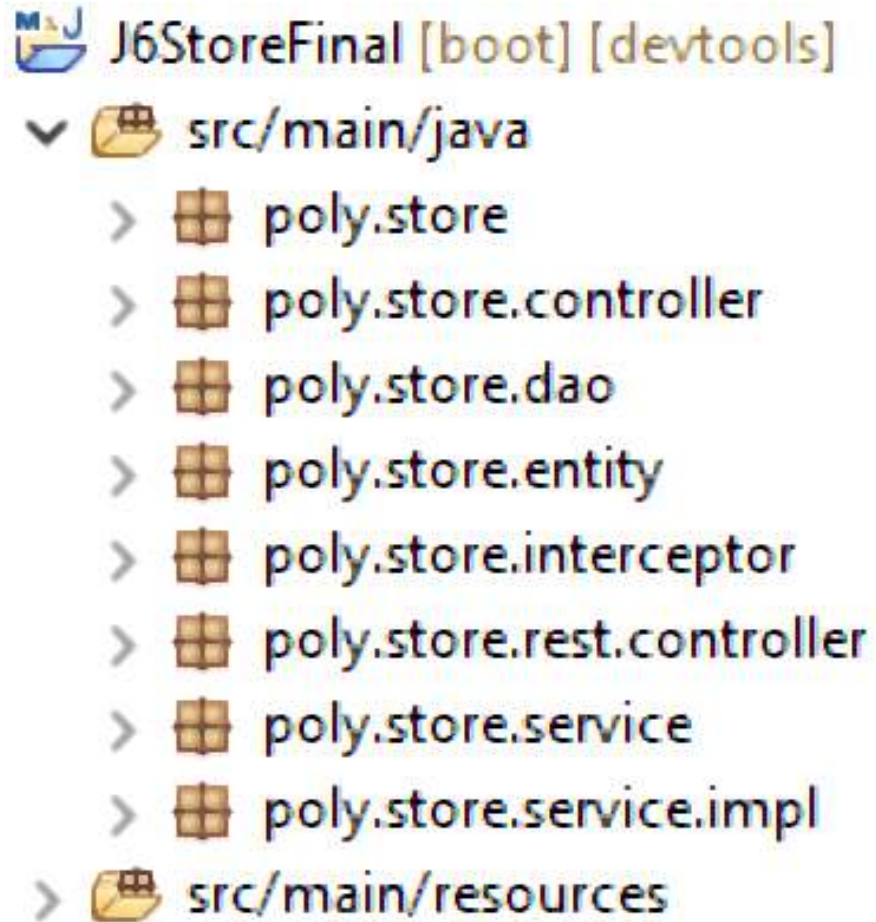 M J
J6StoreFinal [boot] [devtools]
src/main/java
poly.store
poly.store.controller
poly.store.dao
poly.store.entity
poly.store.interceptor
poly.store.rest.controller
poly.store.service
poly.store.service.impl
src/main/resources